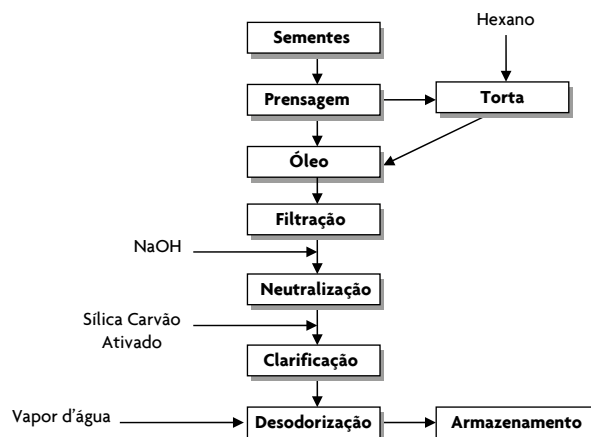 Hexano
Sementes
Prensagem
Torta
Óleo
Filtração
NaOH
Neutralização
Sílica Carvão
Ativado
Clarificação
Vapor d'água
Desodorização
Armazenamento